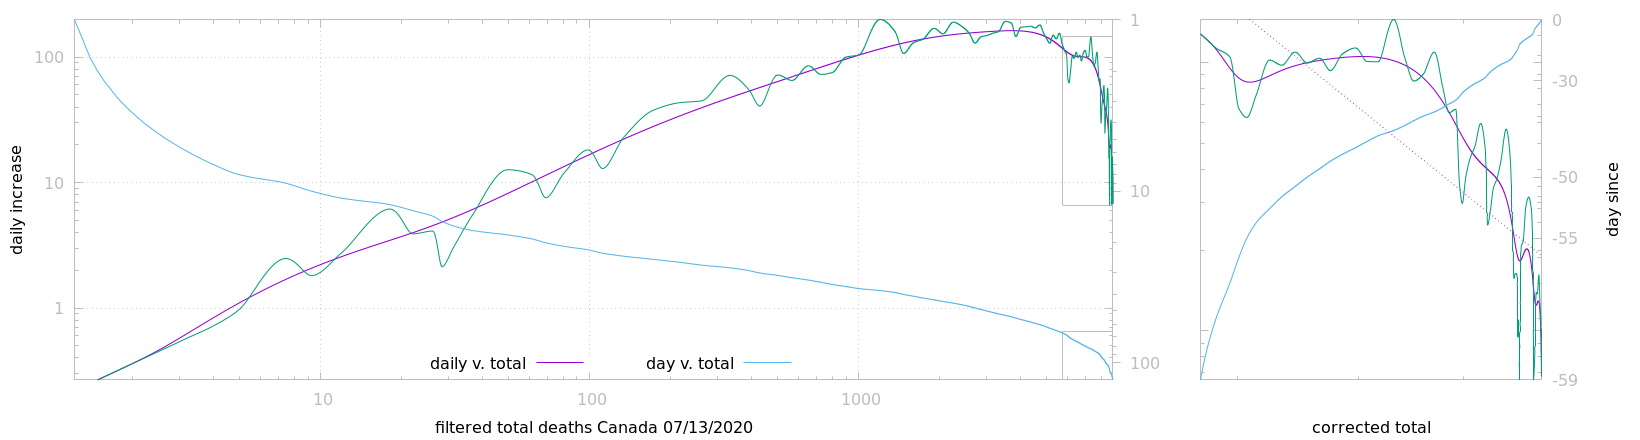 100
10
1
daily increase
10
100
1000
daily v. total
day v. total
filtered total deaths Canada 07/13/2020
1
10
100
0
-30
-50
-55
-59
day since
corrected total